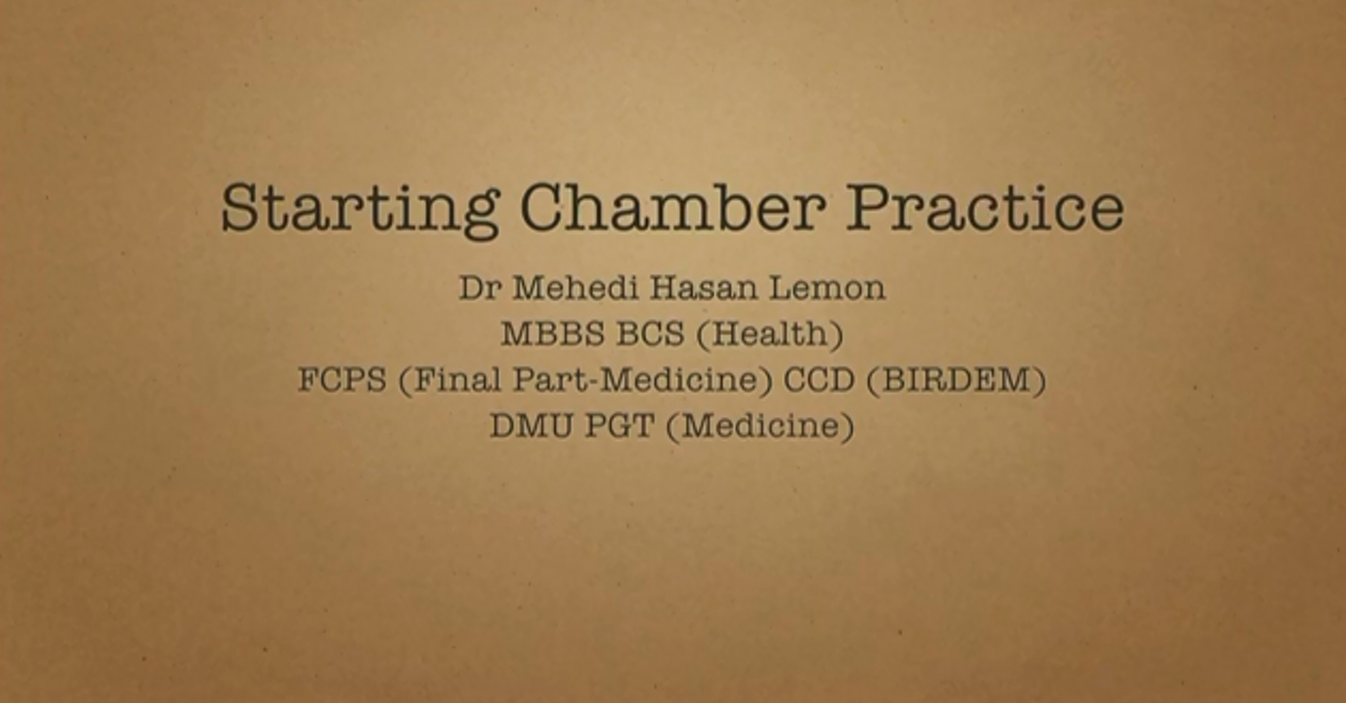 Starting Chamber Practice
Dr Mehedi Hasan Lemon
MBBS BCS (Health)
FCPS (Final Part-Medicine) CCD (BIRDEM)
DMU PGT (Medicine)